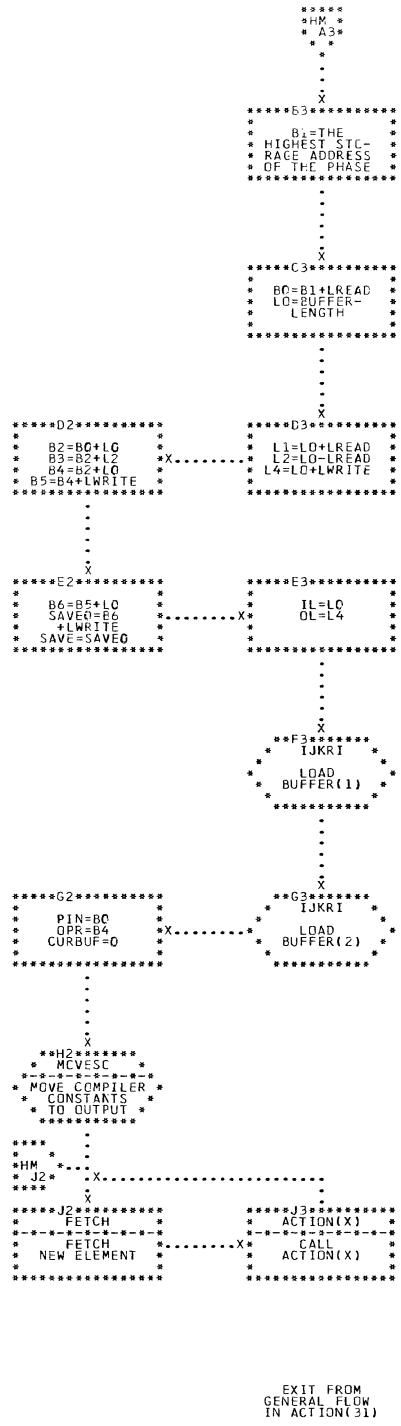 HM
A3
B3
B1=THE
HIGHEST STO-
RAGE ADDRESS
OF THE PHASE
C3
B0=B1+LREAD
L0=BUFFER-
LENGTH
D2
B2=B0+L0
B3=B2+L2
B4=B2+L0
B5=B4+LWRITE
D3
L1=L0+LREAD
L2=L0-LREAD
L4=L0+LWRITE
E2
B6=B5+L0
SAVE0=B6
+LWRITE
SAVE=SAVE0
E3
IL=L0
OL=L4
F3
IJKRI
LOAD
BUFFER(1)
G2
PIN=B0
OPR=B4
CURBUF=0
G3
IJKRI
LOAD
BUFFER(2)
H2
MOVESC
MOVE COMPILER
CONSTANTS
TO OUTPUT
HM
J2
J2
FETCH
FETCH
NEW ELEMENT
J3
ACTION(X)
CALL
ACTION(X)
EXIT FROM
GENERAL FLOW
IN ACTION(31)